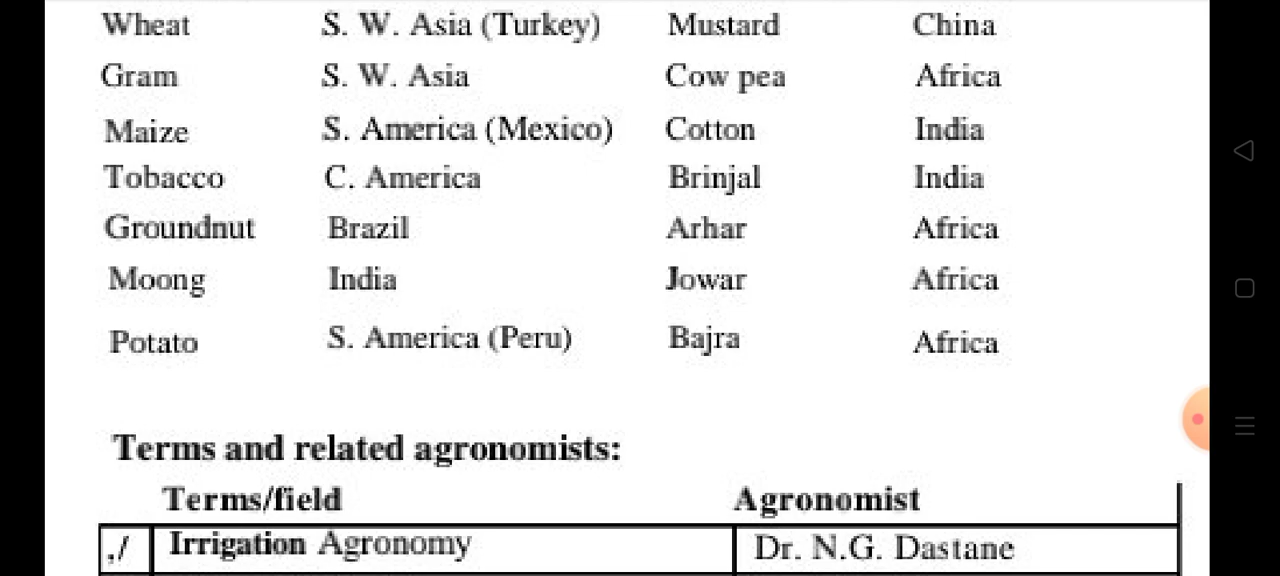 Wheat S. W. Asia (Turkey) Mustard China
Gram S. W. Asia Cow pea Africa
Maize S. America (Mexico) Cotton India
Tobacco C. America Brinjal India
Groundnut Brazil Arhar Africa
Moong India Jowar Africa
Potato S. America (Peru) Bajra Africa
Terms and related agronomists:
Terms/field Agronomist
,/ Irrigation Agronomy Dr. N.G. Dastane